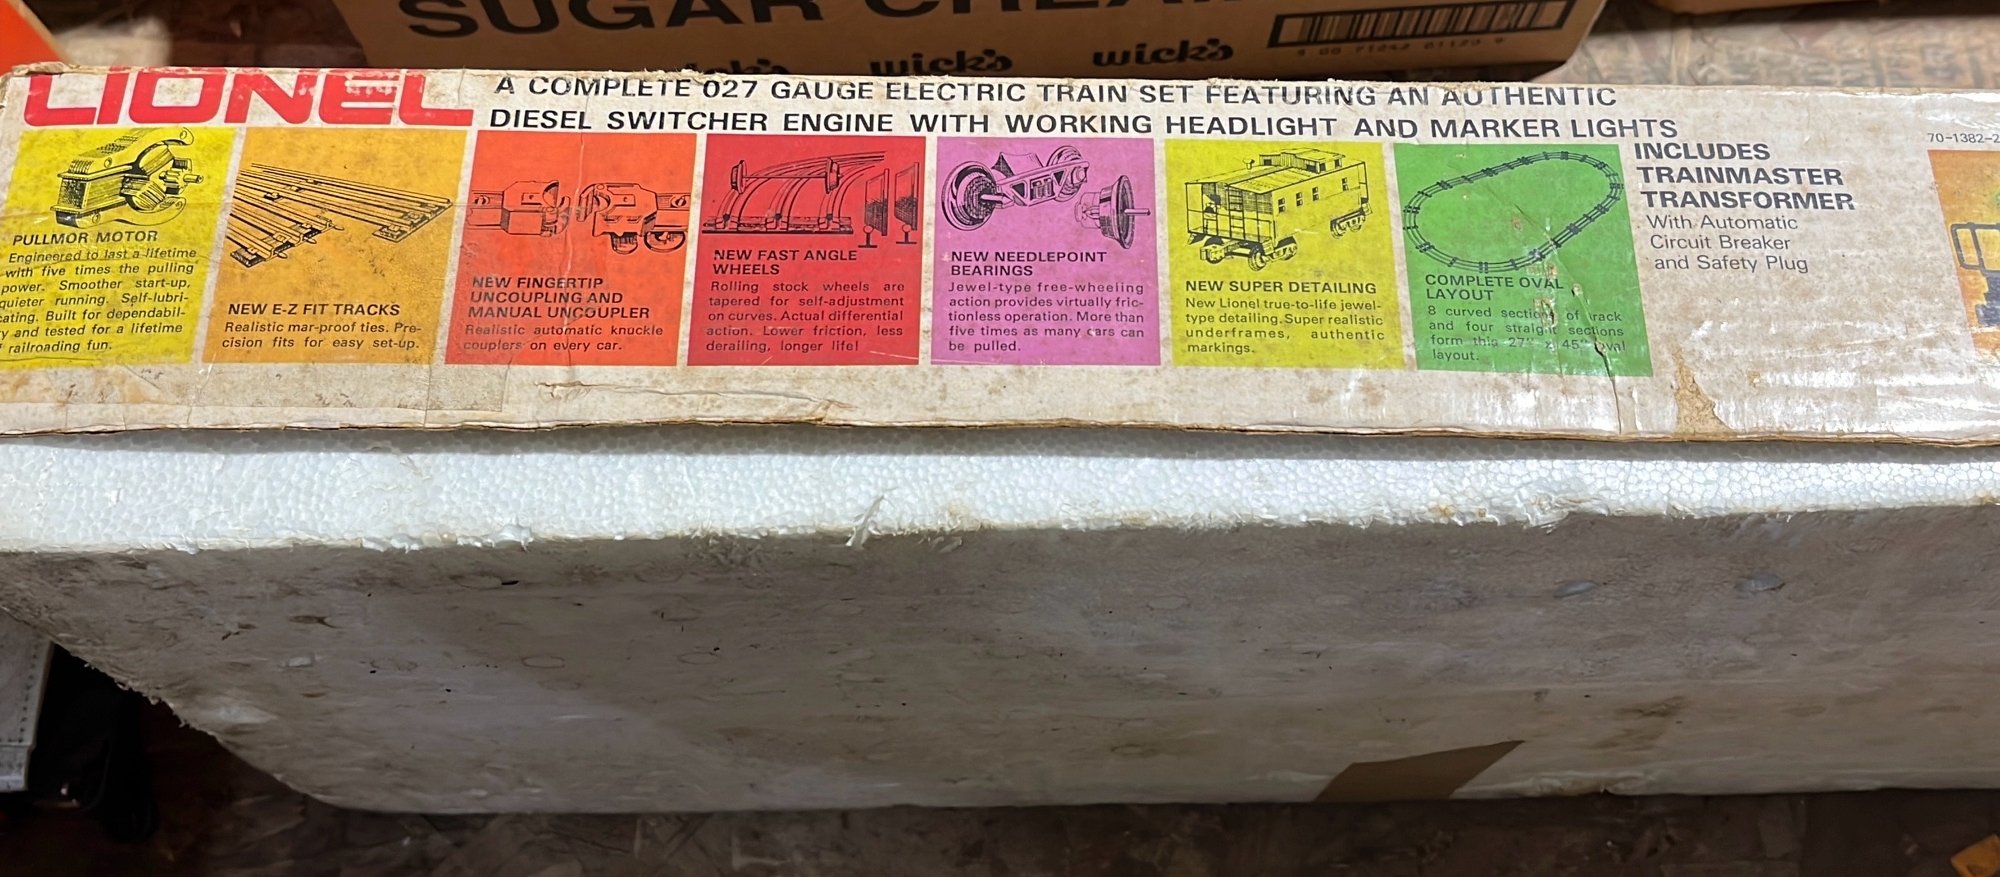 SUGAR
wick's wick's
LIONEL
A COMPLETE 027 GAUGE ELECTRIC TRAIN SET FEATURING AN AUTHENTIC
DIESEL SWITCHER ENGINE WITH WORKING HEADLIGHT AND MARKER LIGHTS
PULLMOR MOTOR
Engineered to last a lifetime
with five times the pulling
power. Smoother start-up,
quieter running. Self-lubri-
cating. Built for dependabil-
and tested for a lifetime
railroading fun.
NEW E-Z FIT TRACKS
Realistic mar-proof ties. Pre-
cision fits for easy set-up.
NEW FINGERTIP
UNCOUPLING AND
MANUAL UNCOUPLER
Realistic automatic knuckle
couplers on every car.
NEW FAST ANGLE
WHEELS
Rolling stock wheels are
tapered for self-adjustment
on curves. Actual differential
action. Lower friction, less
derailing, longer life!
NEW NEEDLEPOINT
BEARINGS
Jewel-type free-wheeling
action provides virtually fric-
tionless operation. More than
five times as many cars can
be pulled.
NEW SUPER DETAILING
New Lionel true-to-life jewel-
type detailing. Super realistic
underframes, authentic
markings.
COMPLETE OVAL
LAYOUT
8 curved sections of track
and four straight sections
form this 27" x 45" oval
layout.
INCLUDES
TRAINMASTER
TRANSFORMER
With Automatic
Circuit Breaker
and Safety Plug
70-1382-2